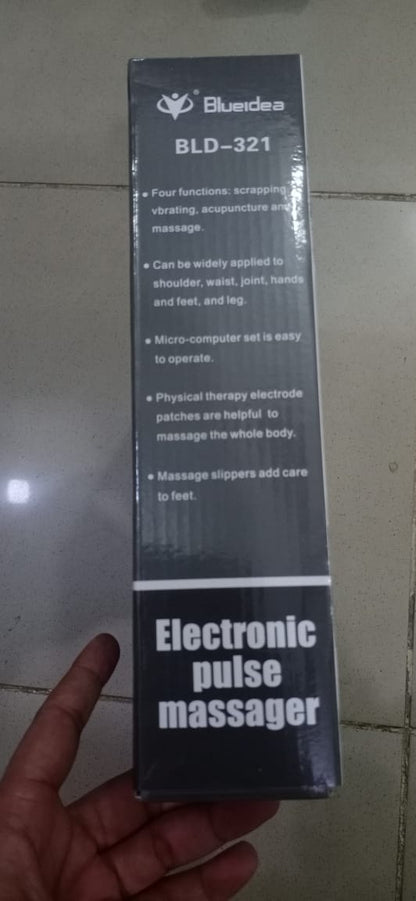 ® Blueidea
BLD-321
• Four functions: scrapping,
vbrating, acupuncture and
massage.
• Can be widely applied to
shoulder, waist, joint, hands
and feet, and leg.
• Micro-computer set is easy
to operate.
• Physical therapy electrode
patches are helpful to
massage the whole body.
• Massage slippers add care
to feet.
Electronic
pulse
massager